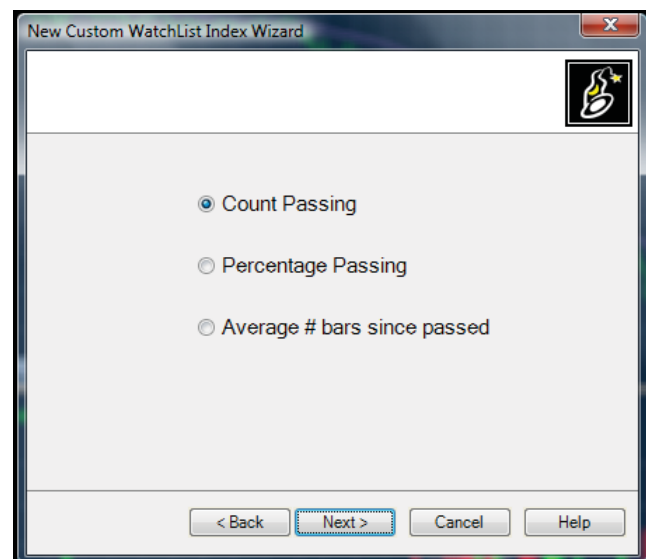 New Custom WatchList Index Wizard
Count Passing
Percentage Passing
Average # bars since passed
< Back Next > Cancel Help